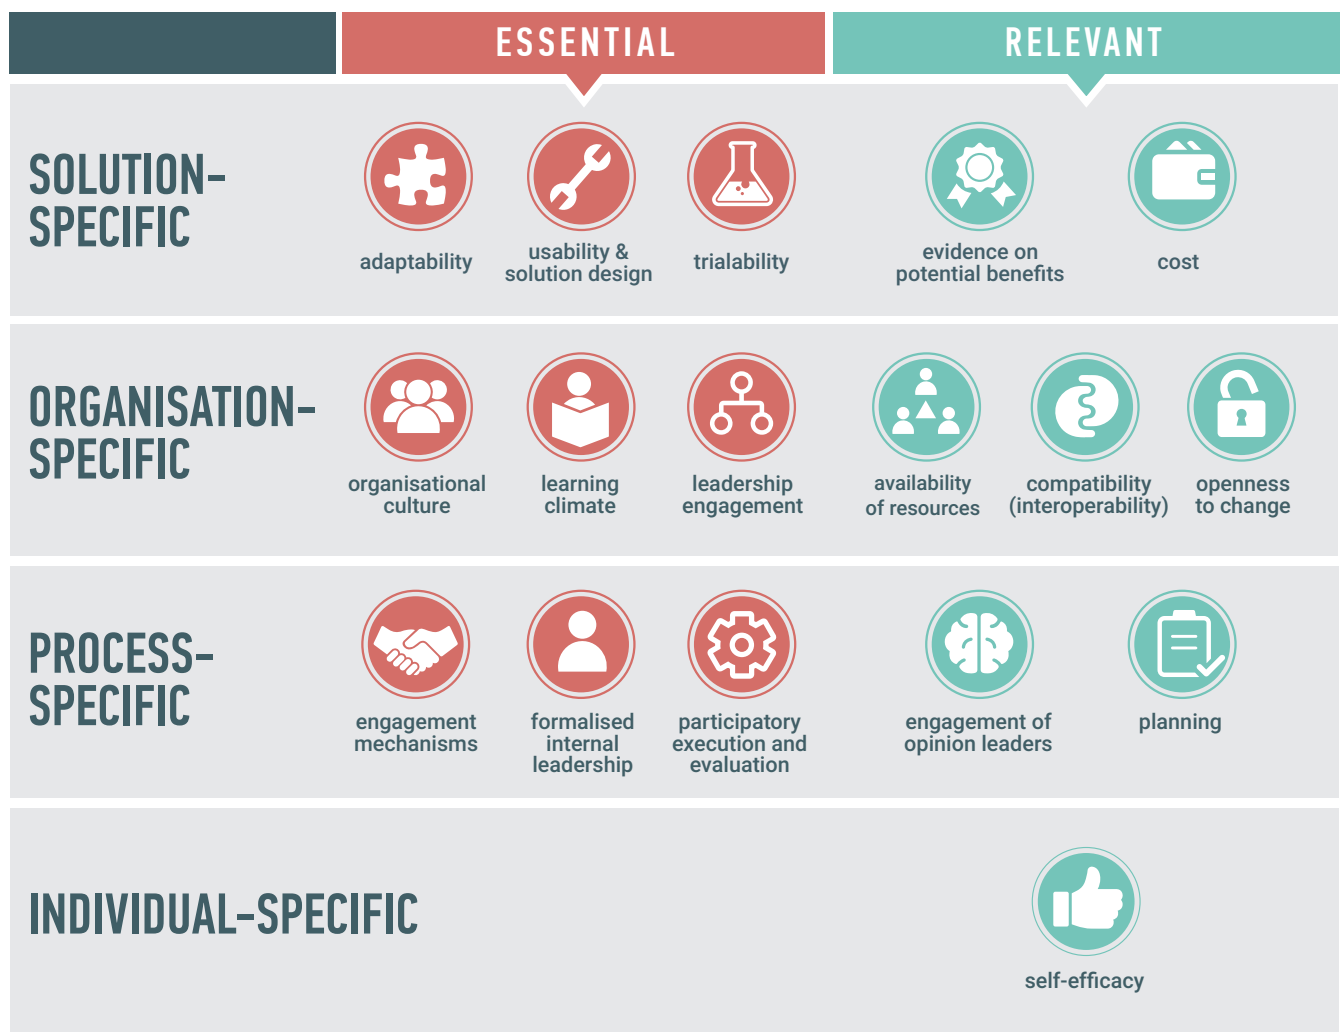 ESSENTIAL
RELEVANT
SOLUTION-
SPECIFIC
adaptability
usability &
solution design
trialability
evidence on
potential benefits
cost
ORGANISATION-
SPECIFIC
organisational
culture
learning
climate
leadership
engagement
availability
of resources
compatibility
(interoperability)
openness
to change
PROCESS-
SPECIFIC
engagement
mechanisms
formalised
internal
leadership
participatory
execution and
evaluation
engagement of
opinion leaders
planning
INDIVIDUAL-SPECIFIC
self-efficacy